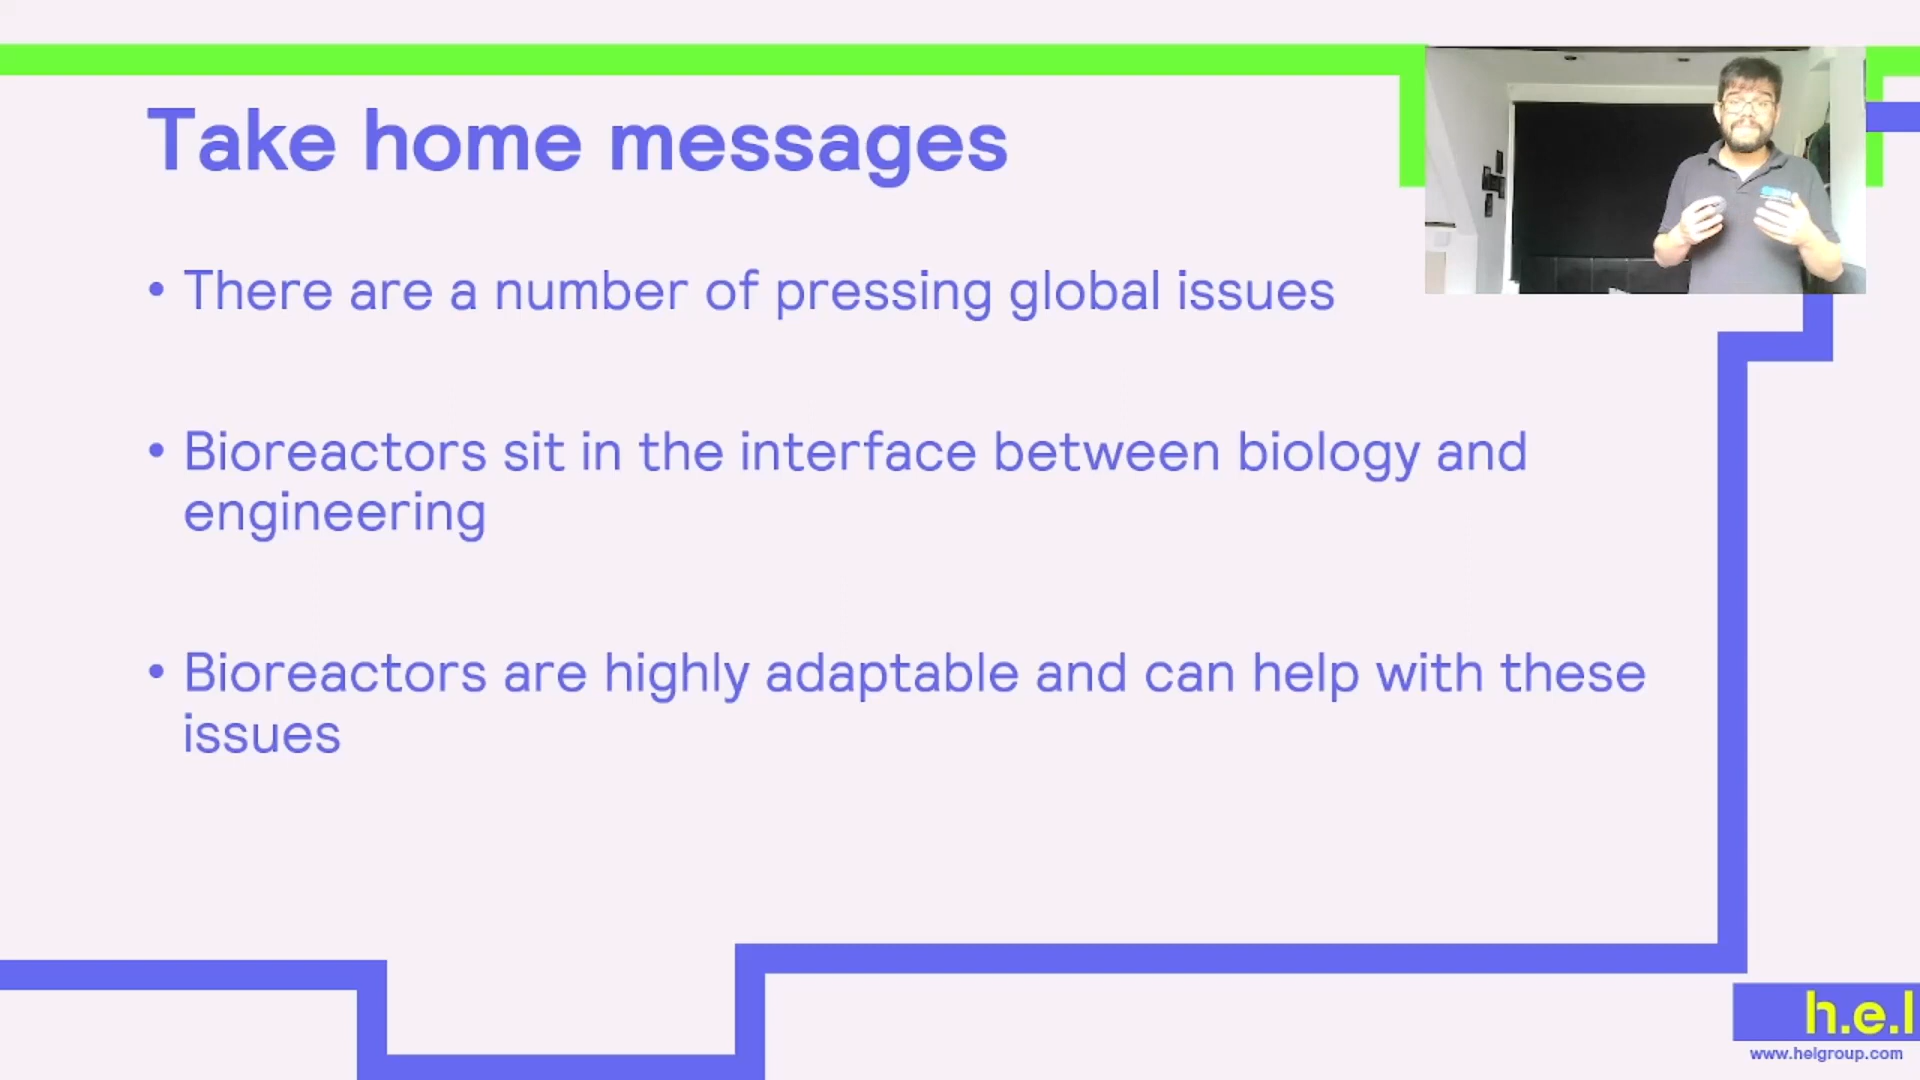 Take home messages
• There are a number of pressing global issues
• Bioreactors sit in the interface between biology and
engineering
• Bioreactors are highly adaptable and can help with these
issues
h.e.l
www.helgroup.com